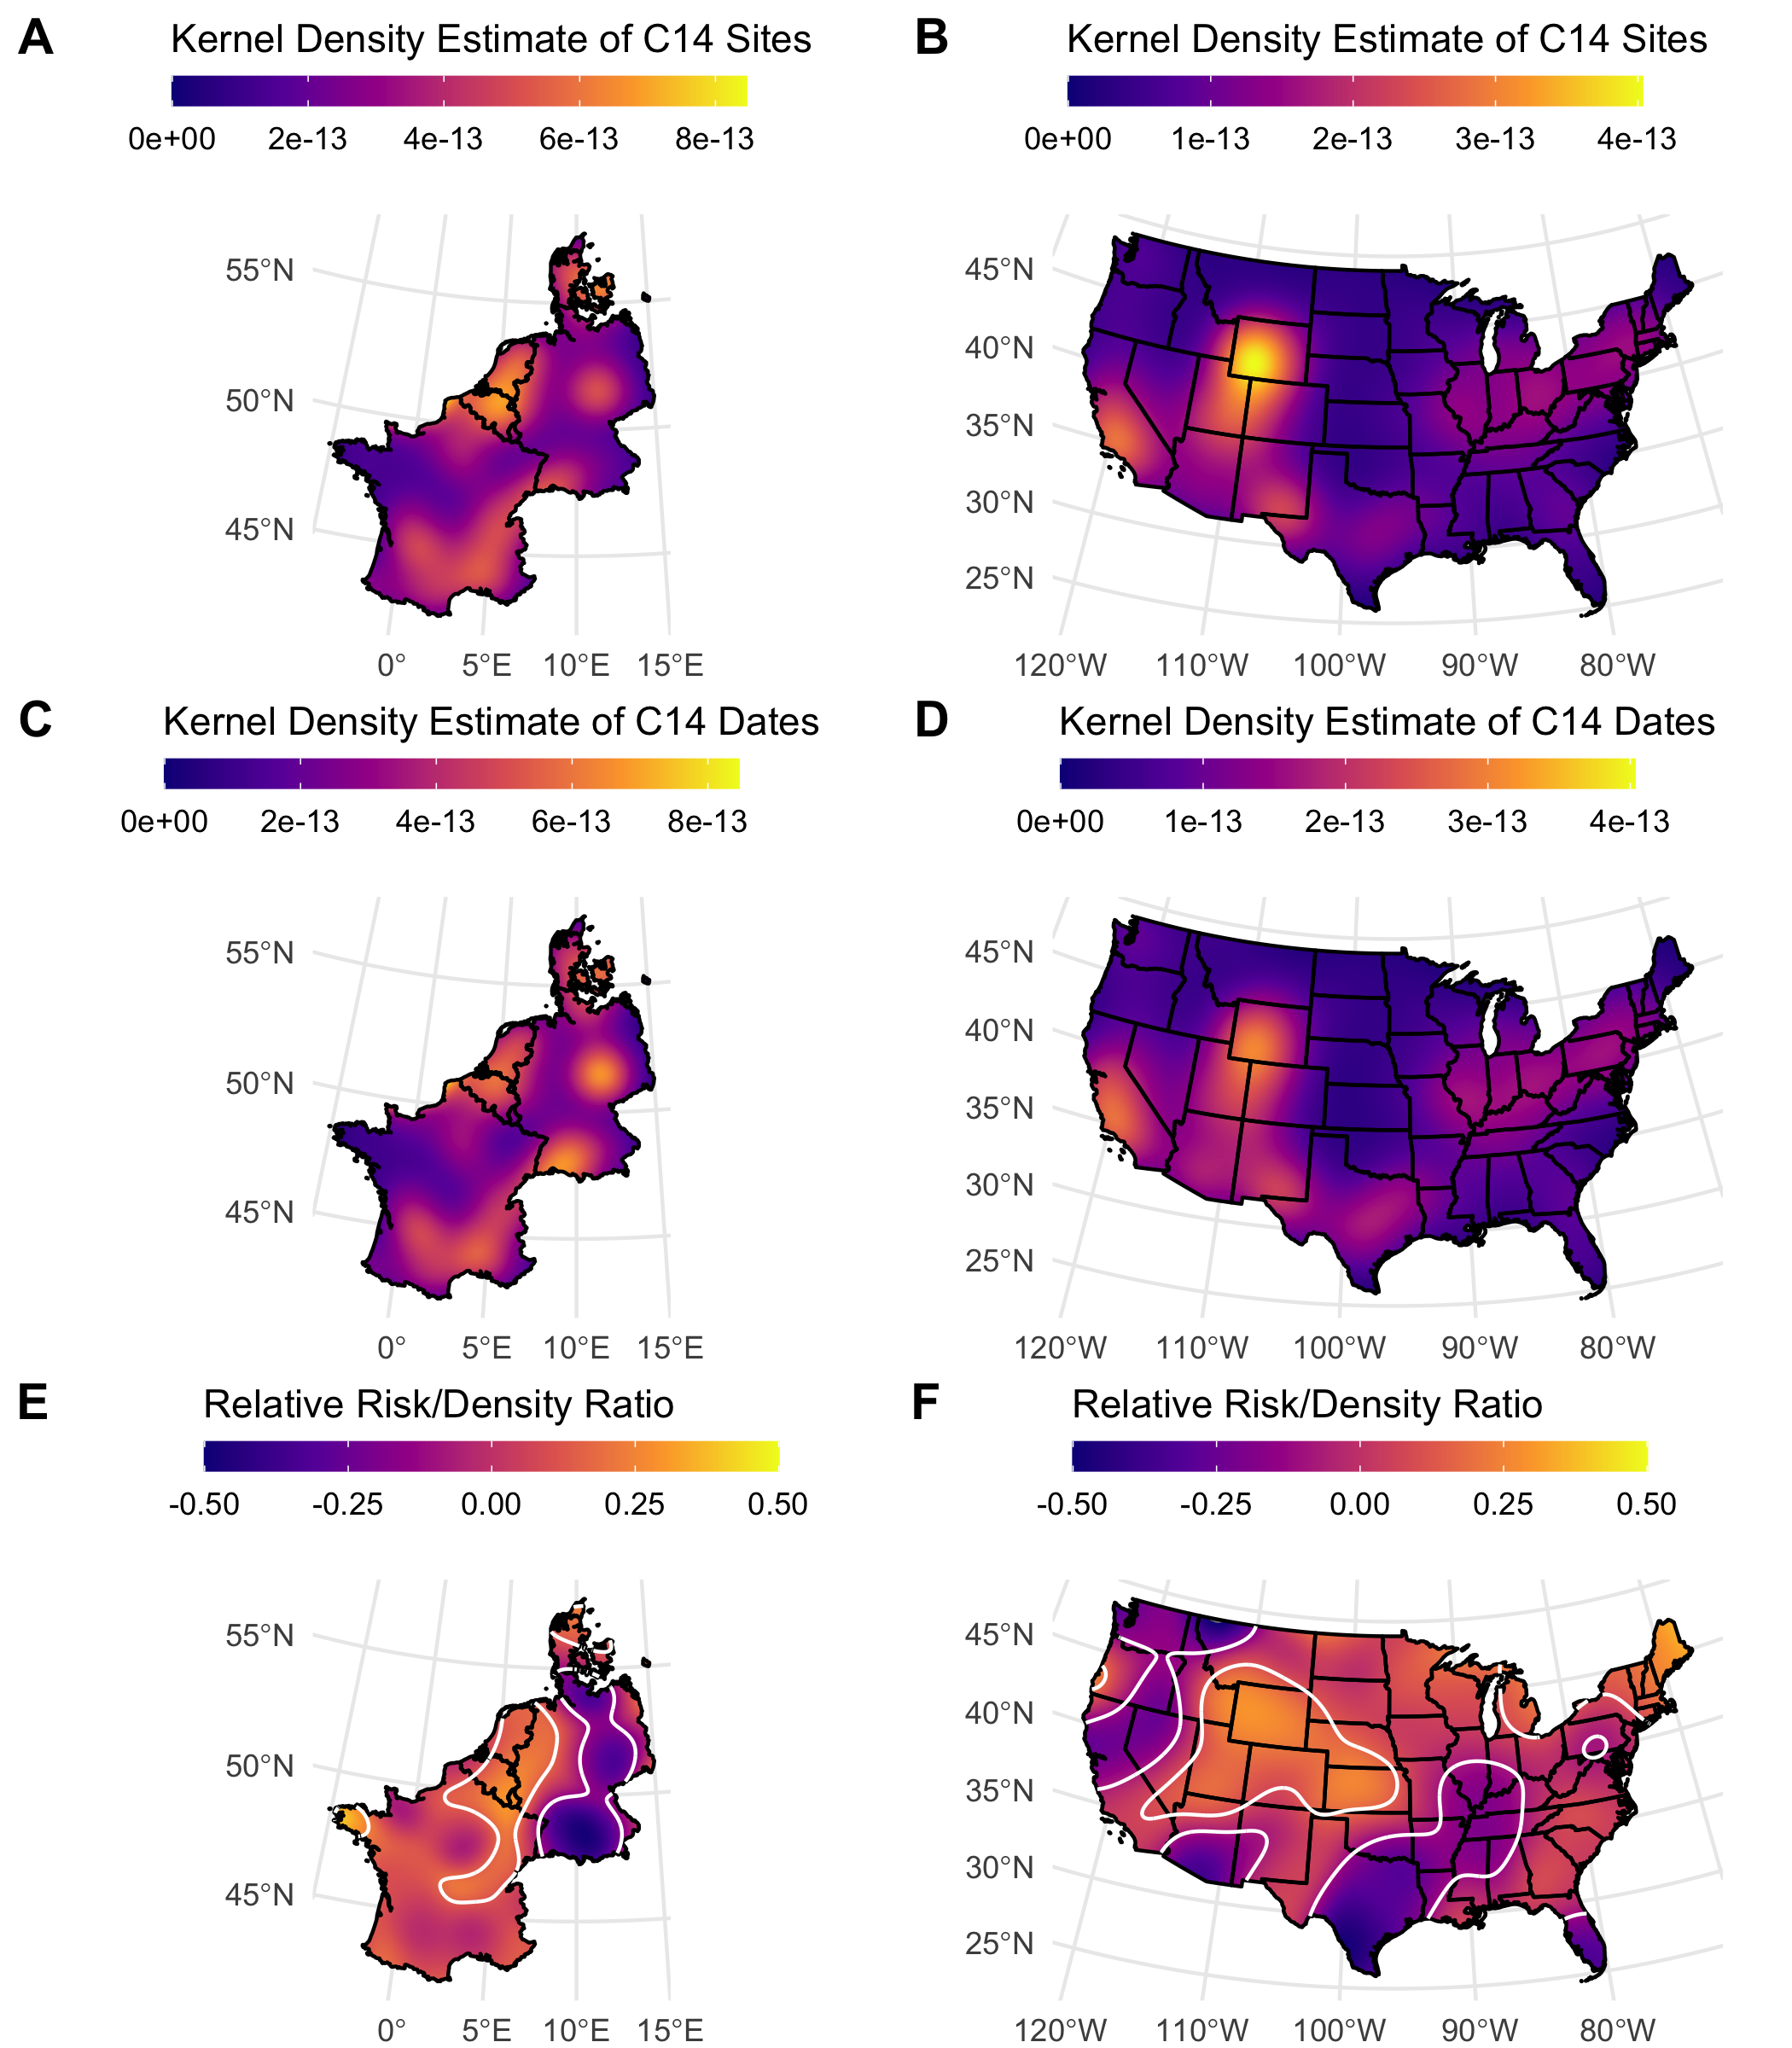 A
Kernel Density Estimate of C14 Sites
0e+00 2e-13 4e-13 6e-13 8e-13
55°N
50°N
45°N
0° 5°E 10°E 15°E
B
Kernel Density Estimate of C14 Sites
0e+00 1e-13 2e-13 3e-13 4e-13
45°N
40°N
35°N
30°N
25°N
120°W 110°W 100°W 90°W 80°W
C
Kernel Density Estimate of C14 Dates
0e+00 2e-13 4e-13 6e-13 8e-13
55°N
50°N
45°N
0° 5°E 10°E 15°E
D
Kernel Density Estimate of C14 Dates
0e+00 1e-13 2e-13 3e-13 4e-13
45°N
40°N
35°N
30°N
25°N
120°W 110°W 100°W 90°W 80°W
E
Relative Risk/Density Ratio
-0.50 -0.25 0.00 0.25 0.50
55°N
50°N
45°N
0° 5°E 10°E 15°E
F
Relative Risk/Density Ratio
-0.50 -0.25 0.00 0.25 0.50
45°N
40°N
35°N
30°N
25°N
120°W 110°W 100°W 90°W 80°W